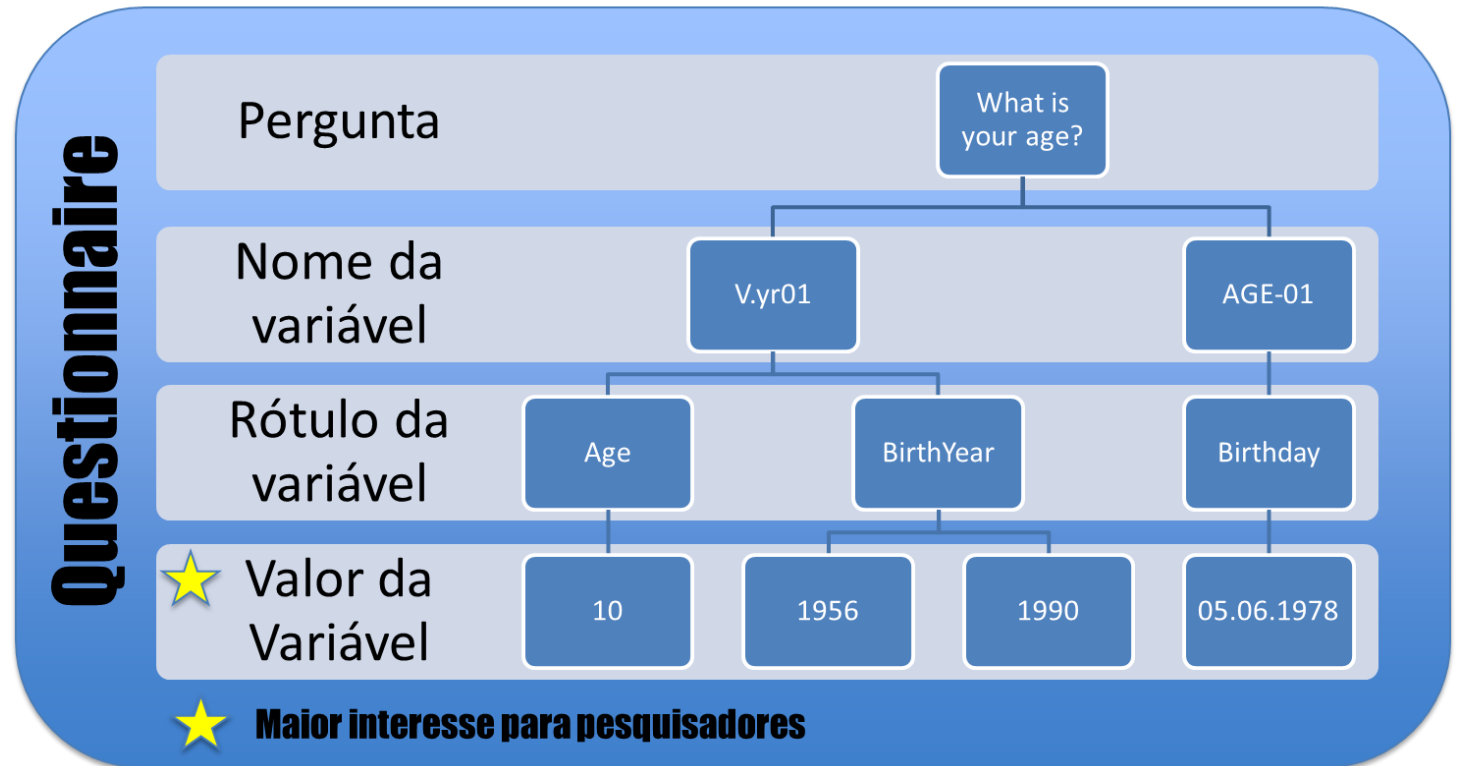 Questionnaire
Pergunta
What is
your age?
Nome da
variável
V.yr01
AGE-01
Rótulo da
variável
Age
BirthYear
Birthday
Valor da
Variável
10
1956
1990
05.06.1978
Maior interesse para pesquisadores